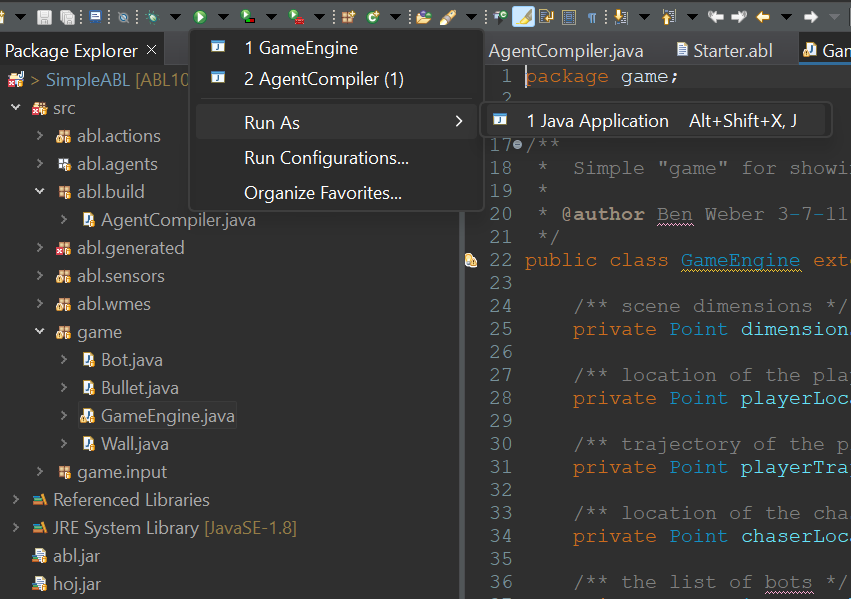 Package Explorer
> SimpleABL [ABL10
src
abl.actions
abl.agents
abl.build
AgentCompiler.java
abl.generated
abl.sensors
abl.wmes
game
Bot.java
Bullet.java
GameEngine.java
Wall.java
game.input
Referenced Libraries
JRE System Library [JavaSE-1.8]
abl.jar
hoj.jar
1 GameEngine
2 AgentCompiler (1)
Run As
Run Configurations...
Organize Favorites...
1 Java Application Alt+Shift+X, J
AgentCompiler.java Starter.abl Gam
1 package game;
2
17 /**
18 * Simple "game" for showi
19 *
20 * @author Ben Weber 3-7-11
21 */
22 public class GameEngine exte
23
24 /** scene dimensions */
25 private Point dimension
26
27 /** location of the pla
28 private Point playerLoc
29
30 /** trajectory of the p
31 private Point playerTra
32
33 /** location of the cha
34 private Point chaserLoc
35
36 /** the list of bots */